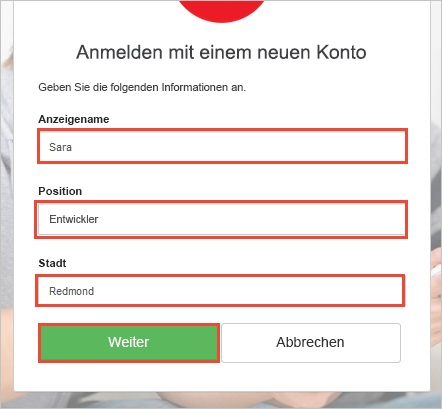 Anmelden mit einem neuen Konto
Geben Sie die folgenden Informationen an.
Anzeigename
Sara
Position
Entwickler
Stadt
Redmond
Weiter Abbrechen